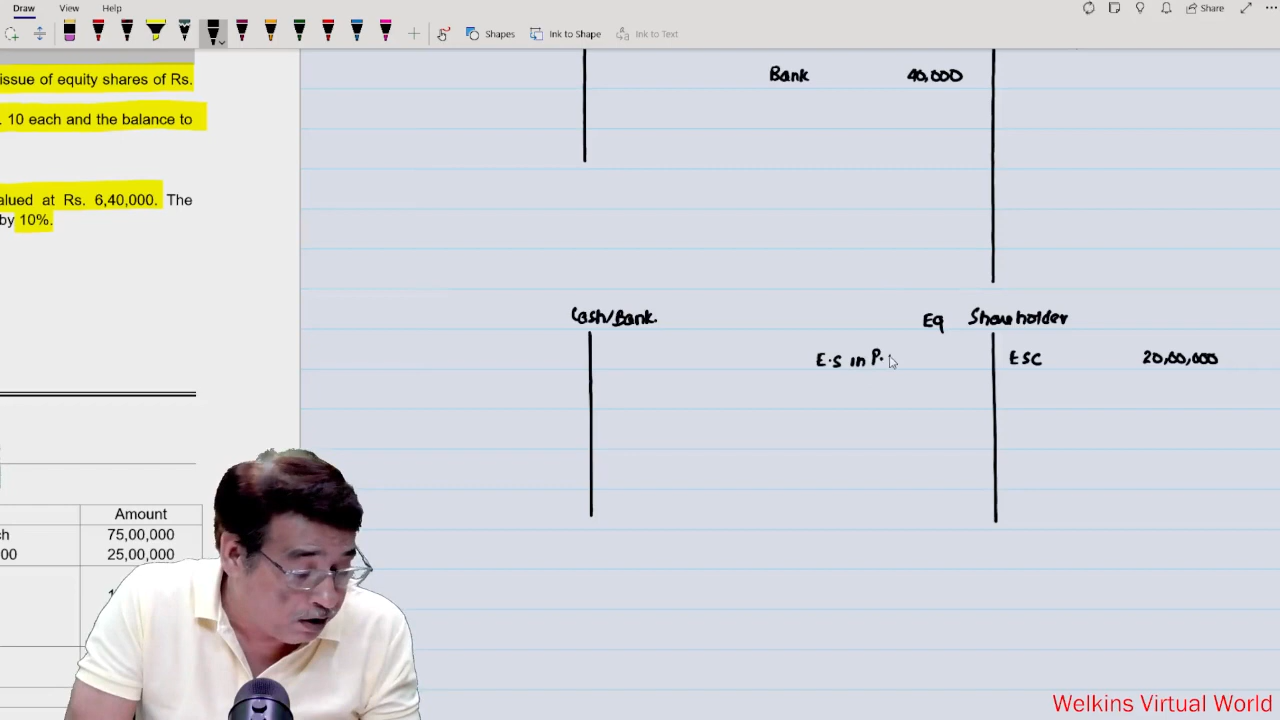 Draw View Help
Share
Shapes Ink to Shape Ink to Text
issue of equity shares of Rs.
. 10 each and the balance to
alued at Rs. 6,40,000. The
by 10%.
Bank 40,000
Cash/Bank.
Eq Shareholder
E.S in P. ESC 20,00,000
Amount
ch 75,00,000
00 25,00,000
Welkins Virtual World